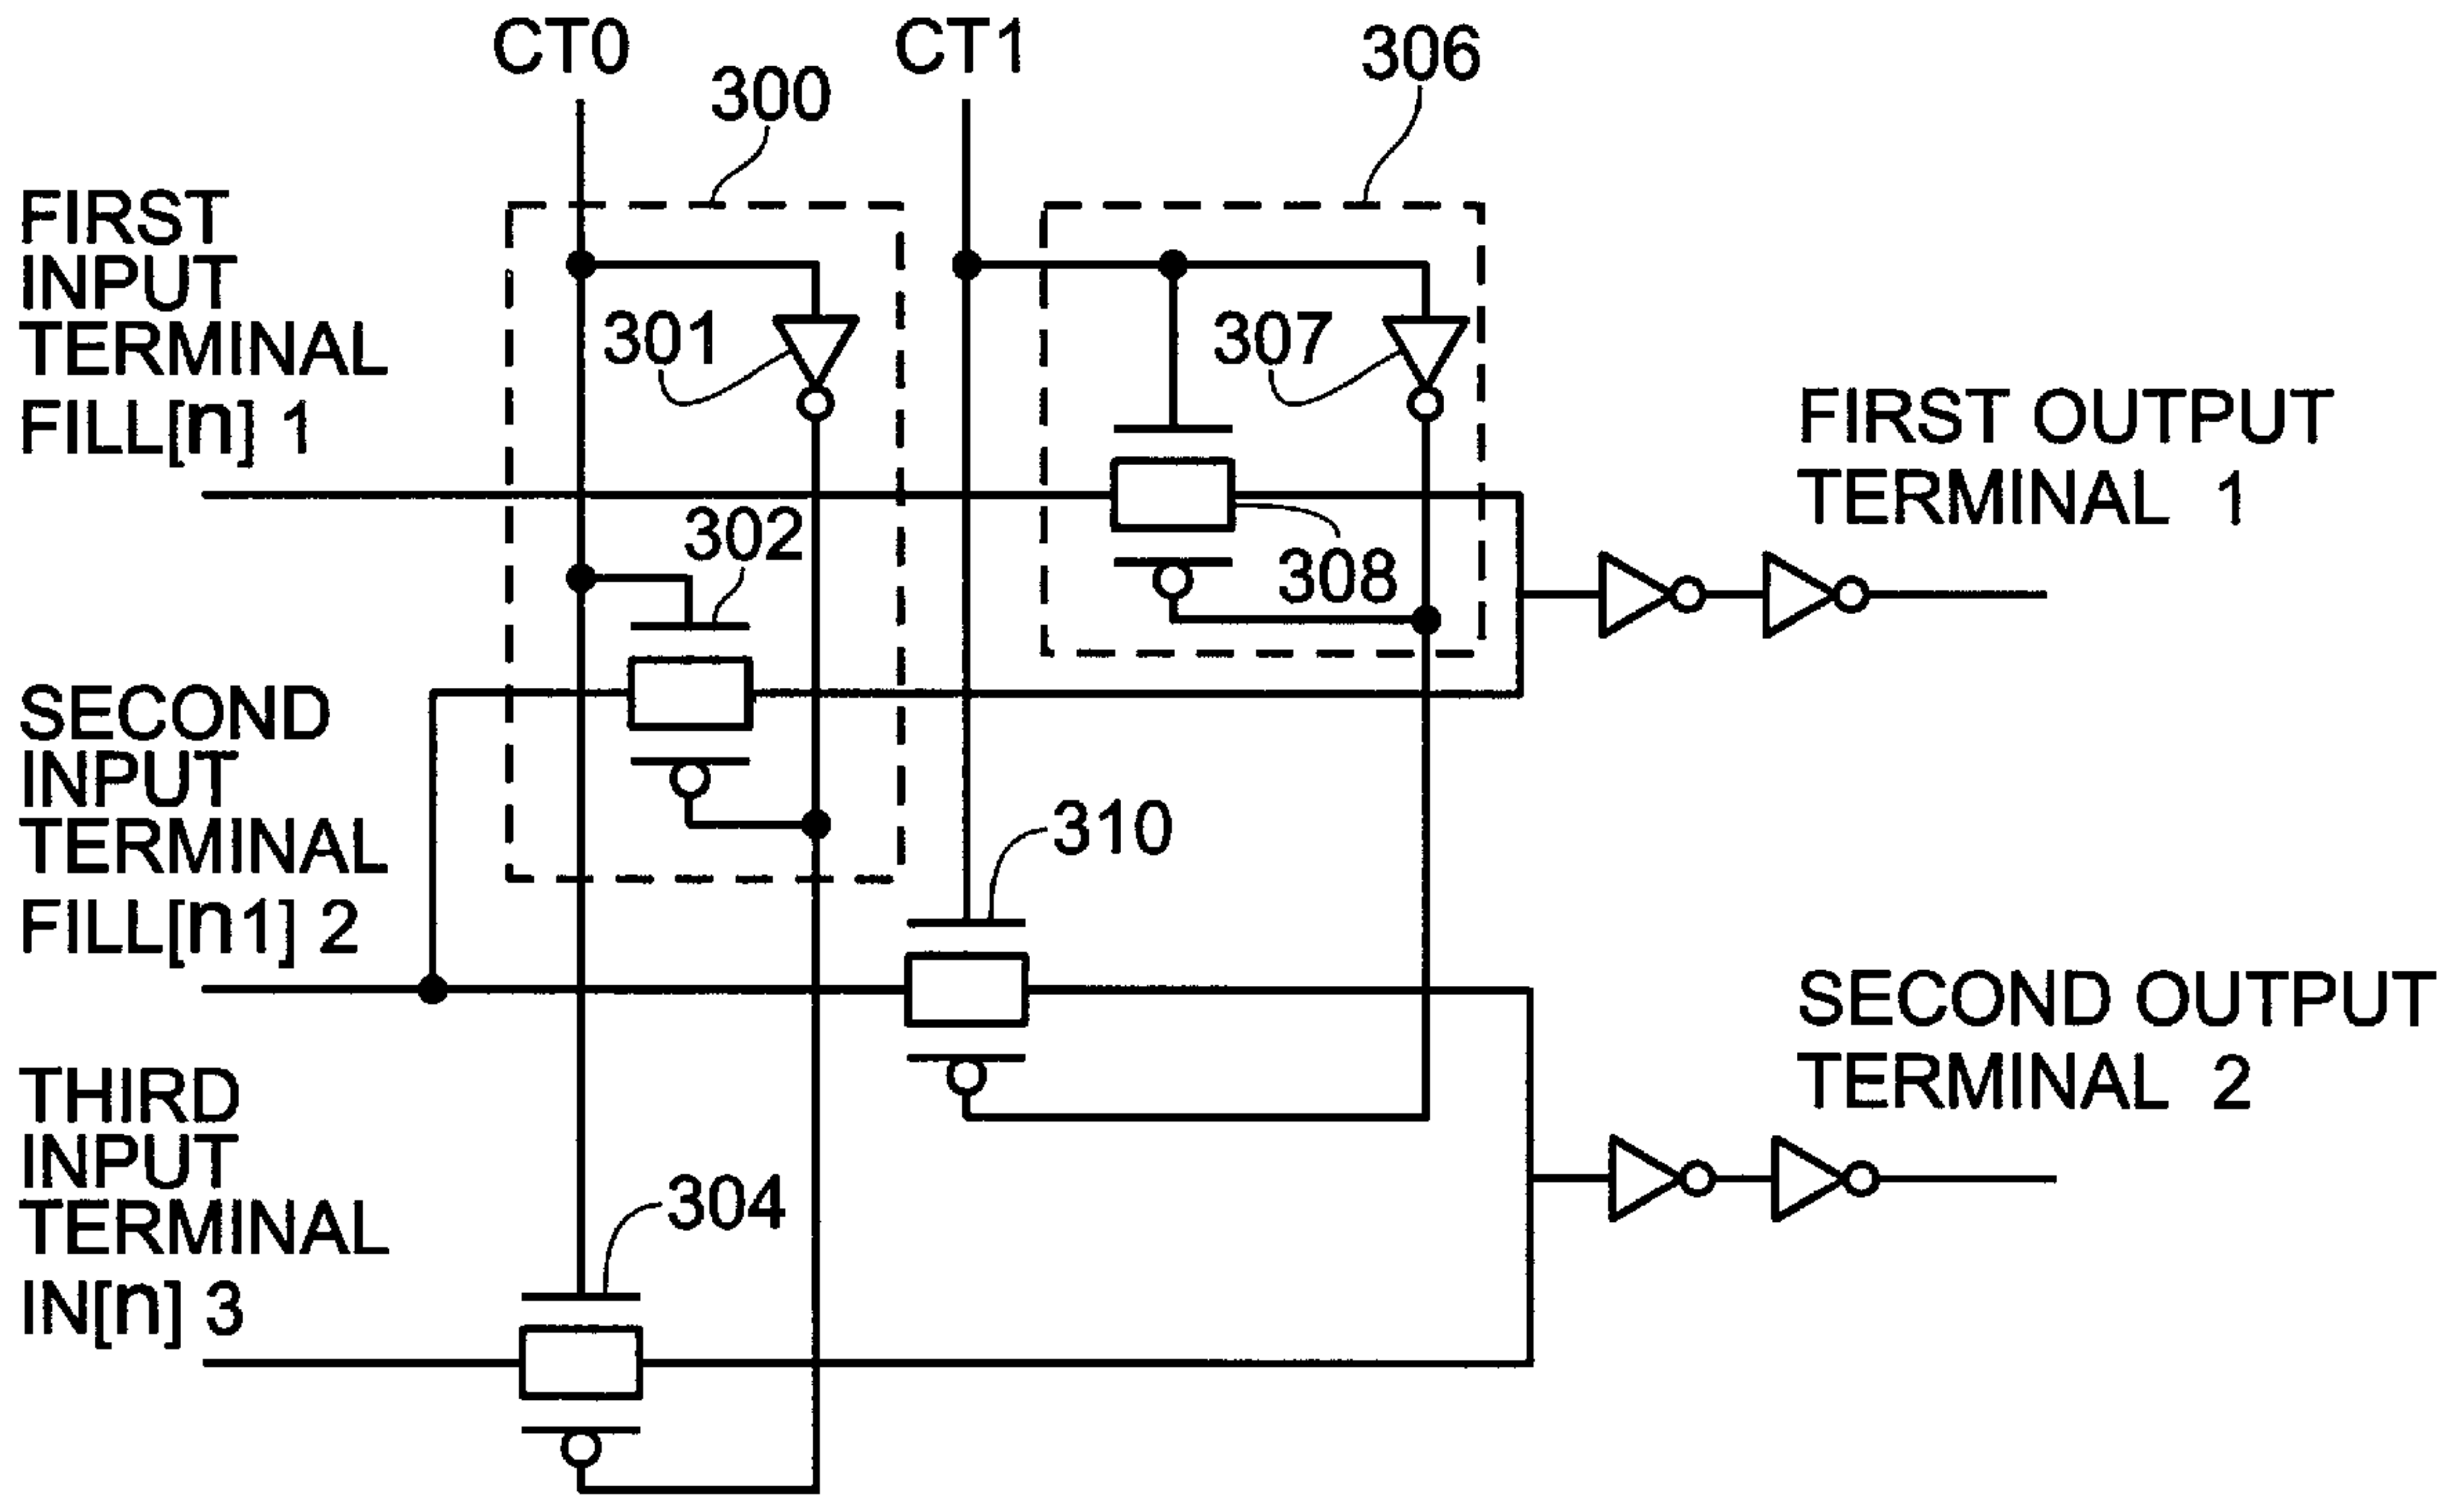 CT0
CT1
300
306
FIRST
INPUT
TERMINAL
FILL[n] 1
301
307
FIRST OUTPUT
TERMINAL 1
302
308
SECOND
INPUT
TERMINAL
FILL[n1] 2
310
SECOND OUTPUT
TERMINAL 2
THIRD
INPUT
TERMINAL
IN[n] 3
304